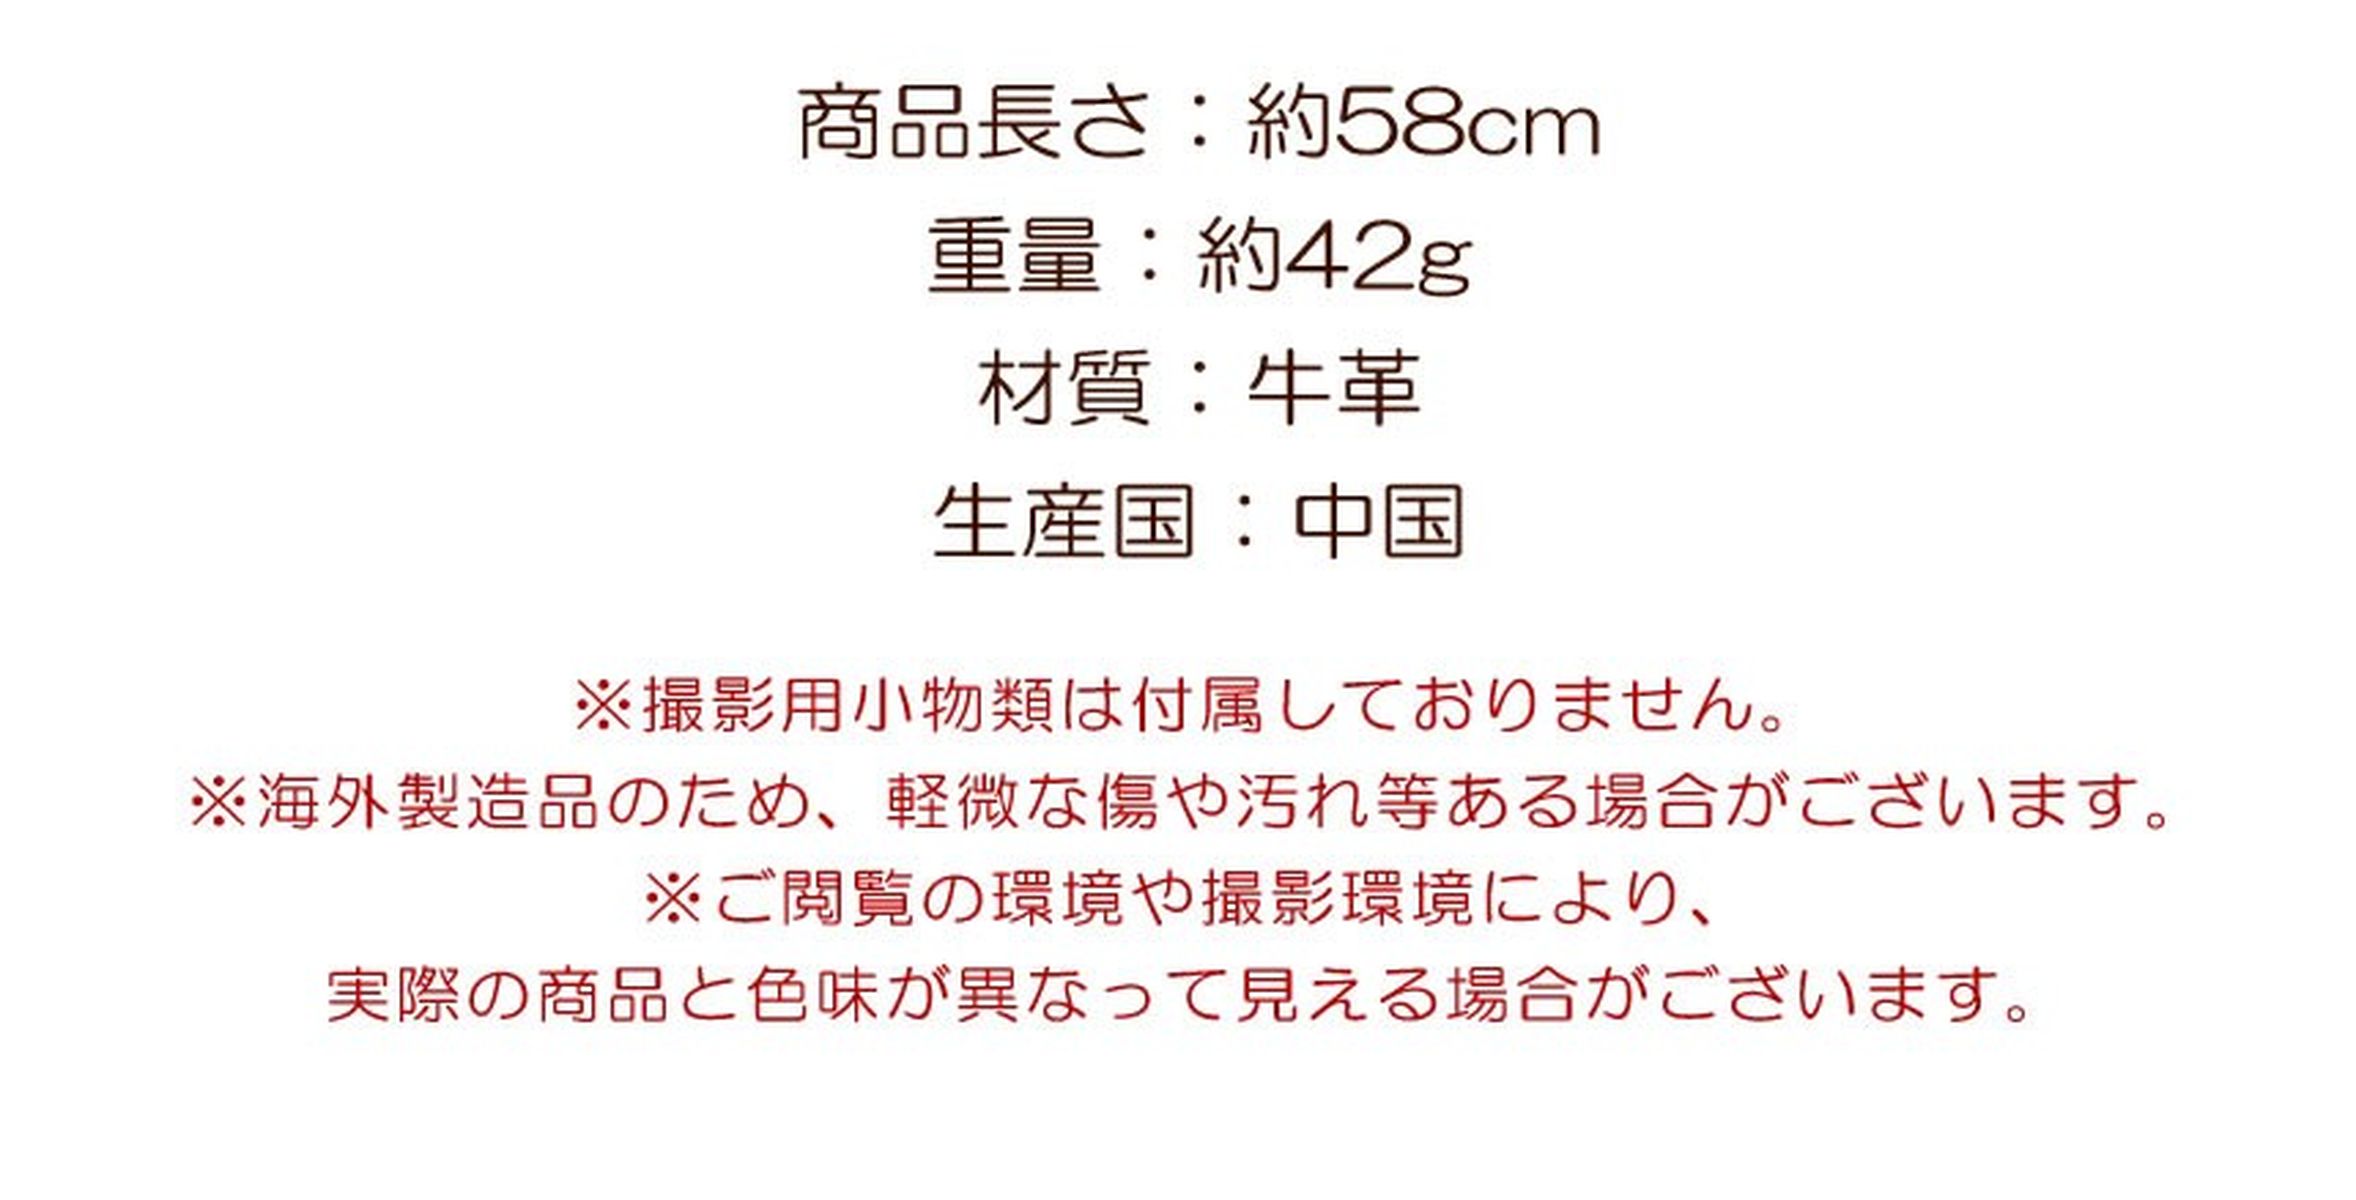 商品長さ：約58cm
重量：約42g
材質：牛革
生産国：中国
※撮影用小物類は付属しておりません。
※海外製造品のため、軽微な傷や汚れ等ある場合がございます。
※ご閲覧の環境や撮影環境により、
実際の商品と色味が異なって見える場合がございます。